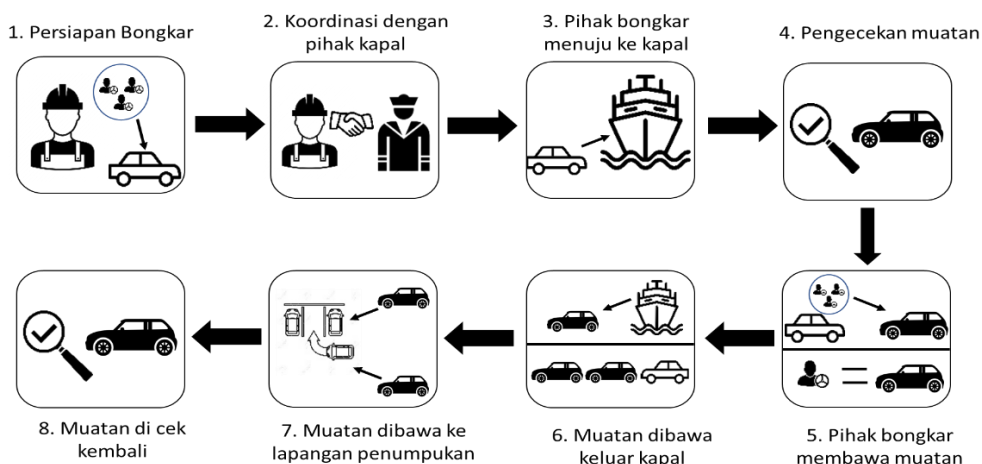 1. Persiapan Bongkar
2. Koordinasi dengan
pihak kapal
3. Pihak bongkar
menuju ke kapal
4. Pengecekan muatan
5. Pihak bongkar
membawa muatan
6. Muatan dibawa
keluar kapal
7. Muatan dibawa ke
lapangan penumpukan
8. Muatan di cek
kembali